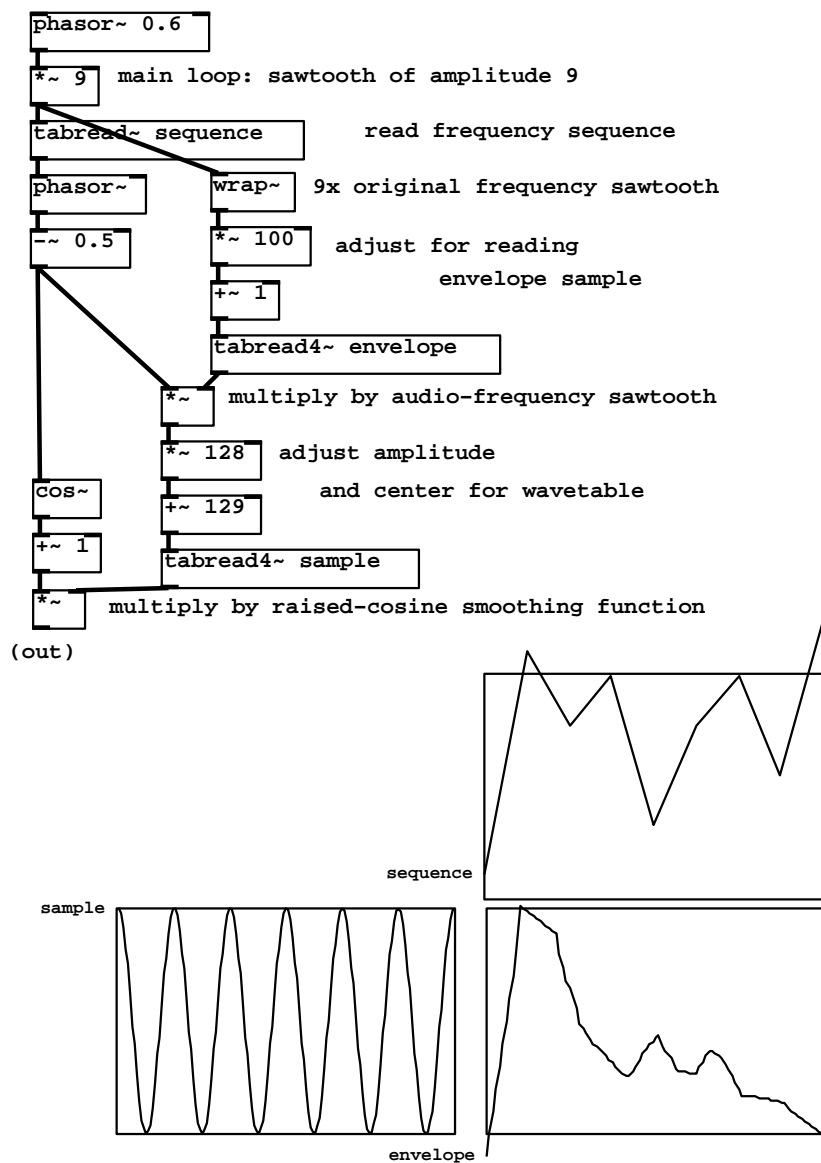 phasor~ 0.6
*~ 9 main loop: sawtooth of amplitude 9
tabread~ sequence read frequency sequence
phasor~ wrap~ 9x original frequency sawtooth
-~ 0.5 *~ 100 adjust for reading
+~ 1 envelope sample
tabread4~ envelope
*~ multiply by audio-frequency sawtooth
*~ 128 adjust amplitude
cos~ +~ 129 and center for wavetable
+~ 1 tabread4~ sample
*~ multiply by raised-cosine smoothing function
(out)
sequence
sample
envelope